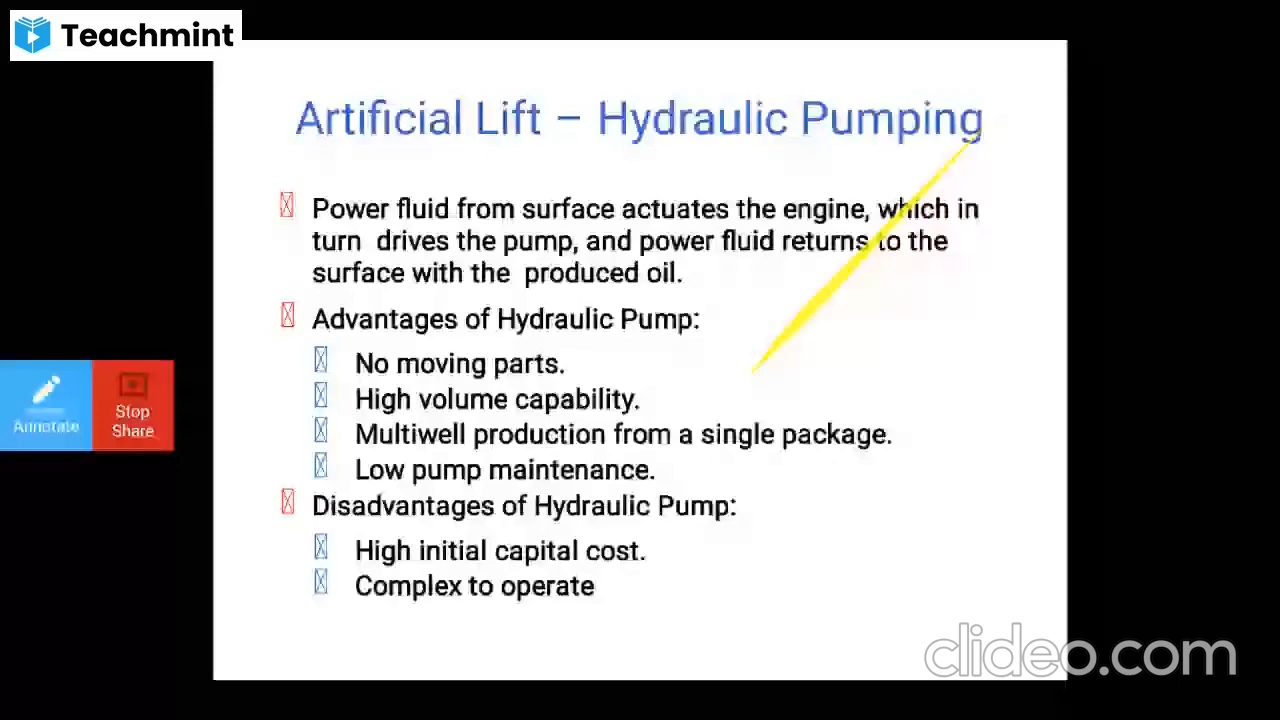 Teachmint
Artificial Lift – Hydraulic Pumping
Power fluid from surface actuates the engine, which in
turn drives the pump, and power fluid returns to the
surface with the produced oil.
Advantages of Hydraulic Pump:
No moving parts.
High volume capability.
Multiwell production from a single package.
Low pump maintenance.
Disadvantages of Hydraulic Pump:
High initial capital cost.
Complex to operate
Annotate
Stop
Share
clideo.com